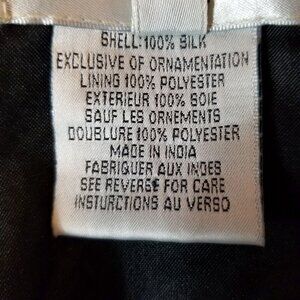 SHELL:100% SILK
EXCLUSIVE OF ORNAMENTATION
LINING 100% POLYESTER
EXTERIEUR 100% SOIE
SAUF LES ORNEMENTS
DOUBLURE 100% POLYESTER
MADE IN INDIA
FABRIQUER AUX INDES
SEE REVERSE FOR CARE
INSTURCTIONS AU VERSO